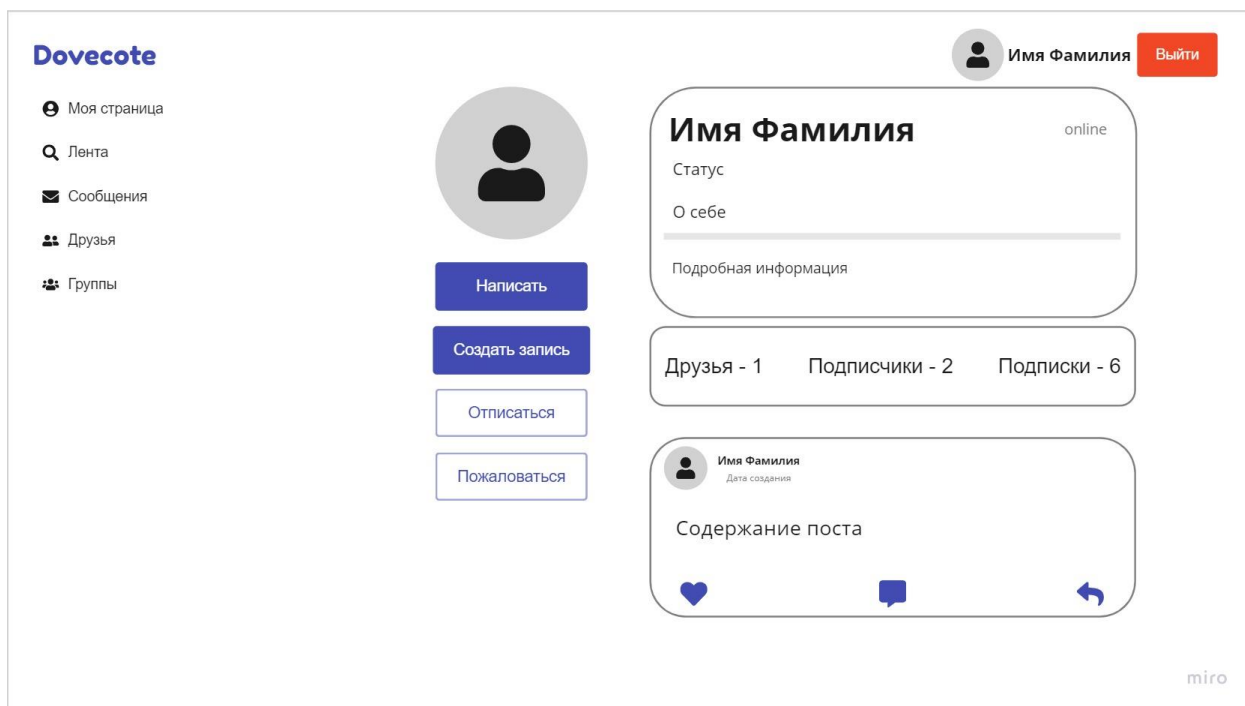 Dovecote
Имя Фамилия
Выйти
Моя страница
Лента
Сообщения
Друзья
Группы
Написать
Создать запись
Отписаться
Пожаловаться
Имя Фамилия
online
Статус
О себе
Подробная информация
Друзья - 1 Подписчики - 2 Подписки - 6
Имя Фамилия
Дата создания
Содержание поста
miro